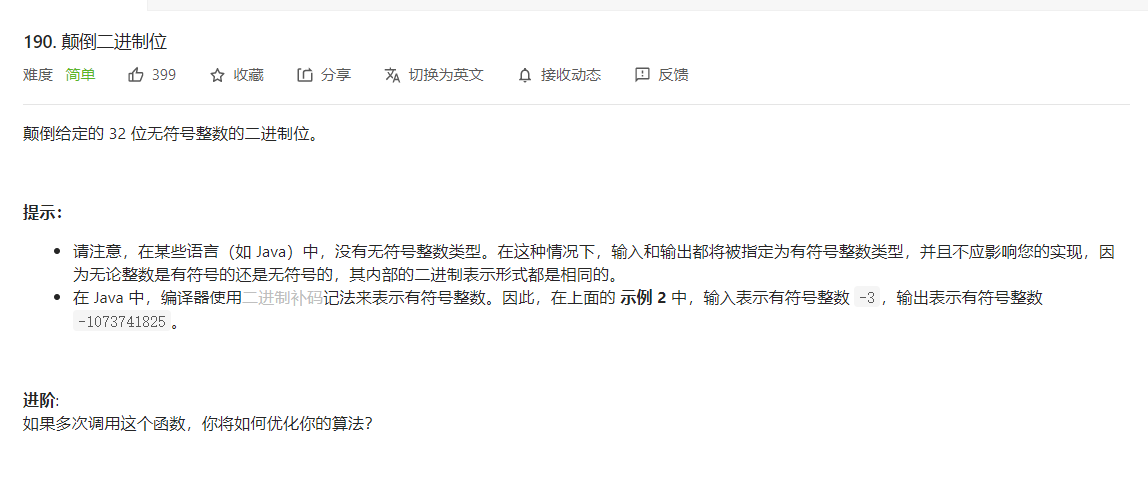 190. 颠倒二进制位
难度 简单 399 收藏 分享 切换为英文 接收动态 反馈
颠倒给定的 32 位无符号整数的二进制位。
提示：
请注意，在某些语言（如 Java）中，没有无符号整数类型。在这种情况下，输入和输出都将被指定为有符号整数类型，并且不应影响您的实现，因
为无论整数是有符号的还是无符号的，其内部的二进制表示形式都是相同的。
在 Java 中，编译器使用二进制补码记法来表示有符号整数。因此，在上面的 示例 2 中，输入表示有符号整数 -3，输出表示有符号整数
-1073741825。
进阶:
如果多次调用这个函数，你将如何优化你的算法？